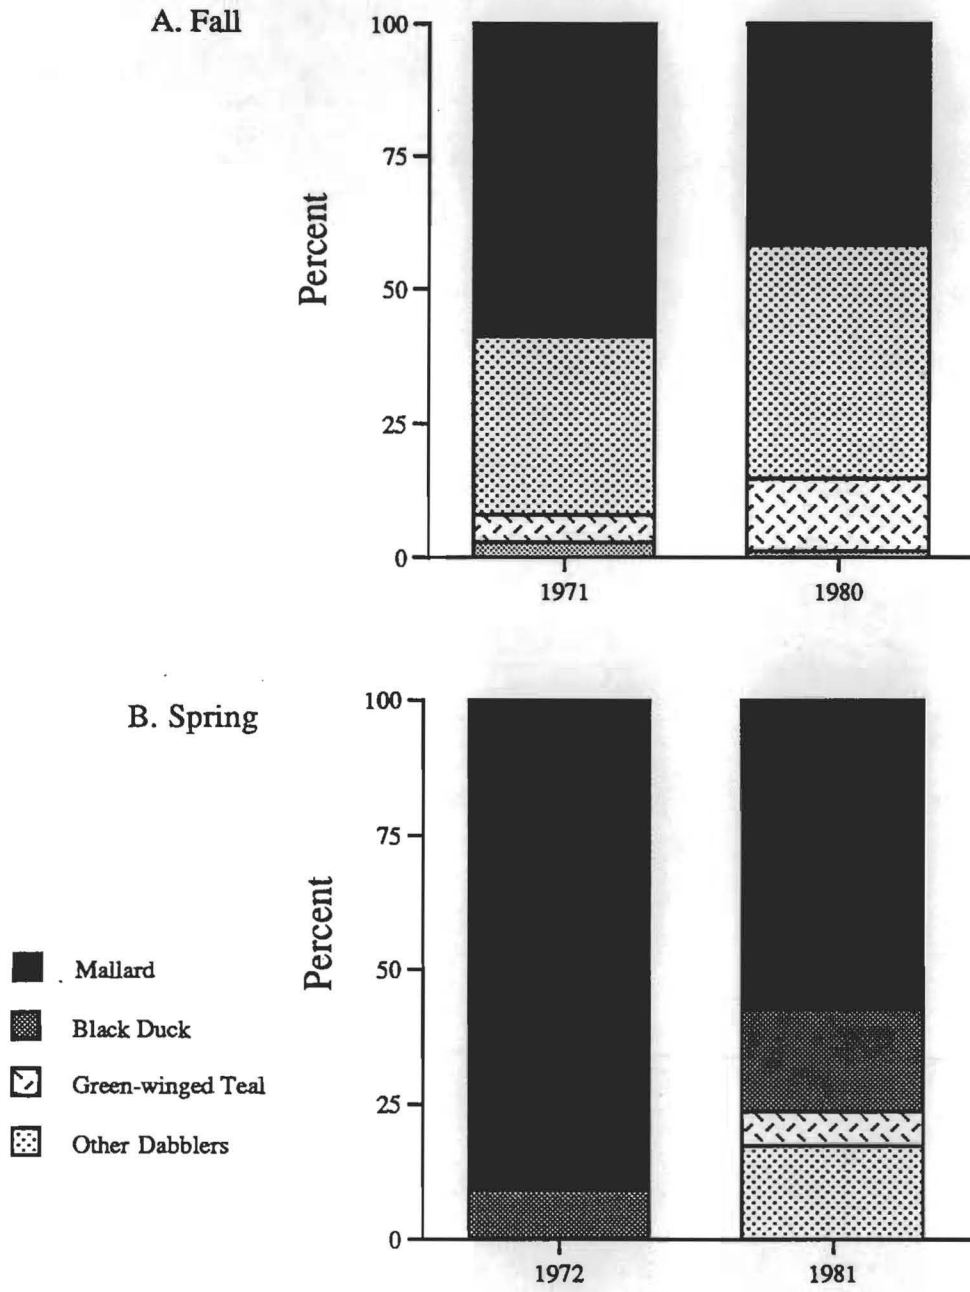 A. Fall
100
75
50
25
0
Percent
1971
1980
B. Spring
100
75
50
25
0
Percent
1972
1981
Mallard
Black Duck
Green-winged Teal
Other Dabblers